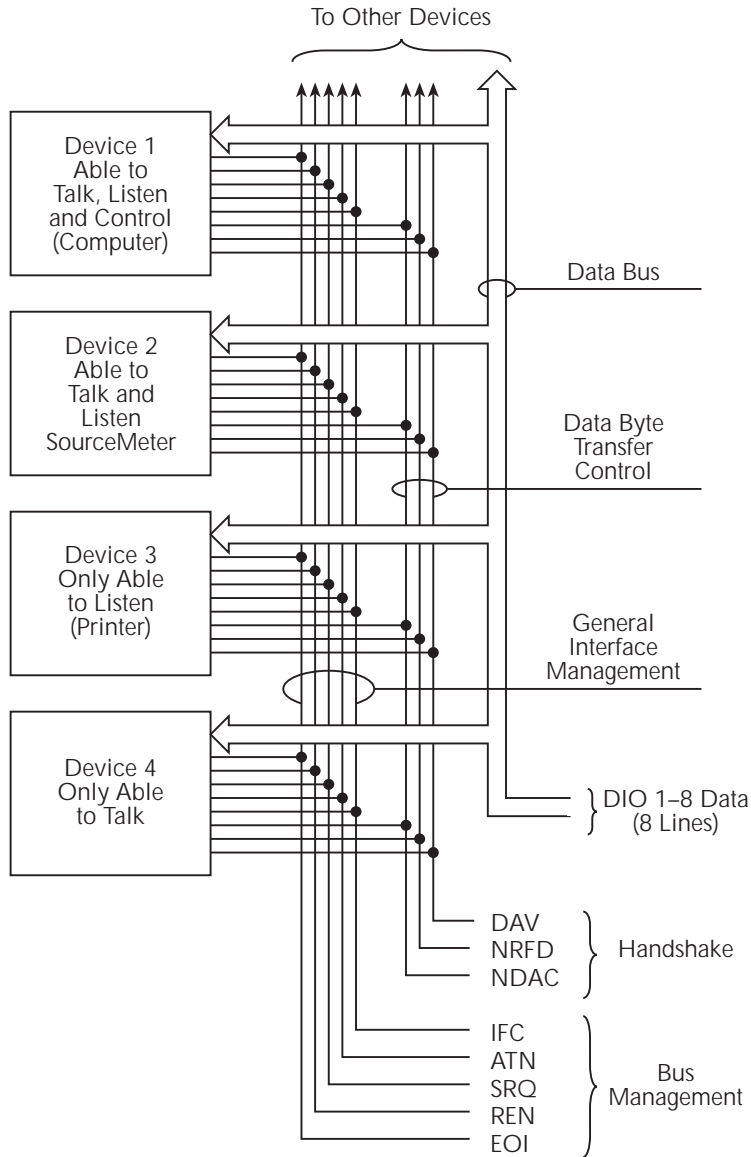 To Other Devices
Device 1
Able to
Talk, Listen
and Control
(Computer)
Data Bus
Device 2
Able to
Talk and
Listen
SourceMeter
Data Byte
Transfer
Control
Device 3
Only Able
to Listen
(Printer)
General
Interface
Management
Device 4
Only Able
to Talk
DIO 1–8 Data
(8 Lines)
DAV
NRFD
NDAC
Handshake
IFC
ATN
SRQ
REN
EOI
Bus
Management